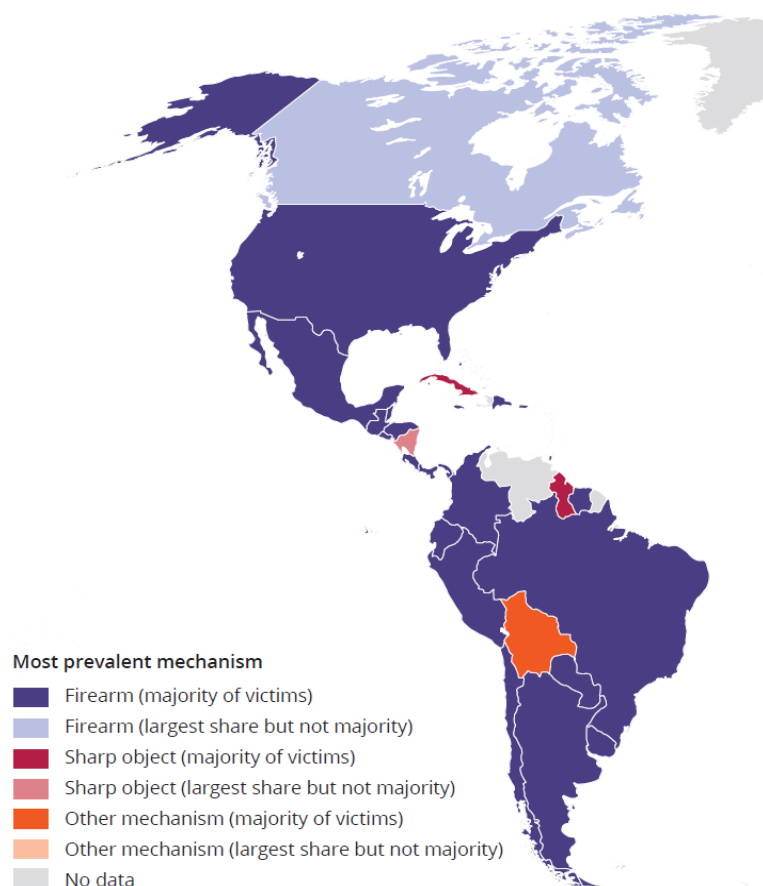 Most prevalent mechanism
Firearm (majority of victims)
Firearm (largest share but not majority)
Sharp object (majority of victims)
Sharp object (largest share but not majority)
Other mechanism (majority of victims)
Other mechanism (largest share but not majority)
No data